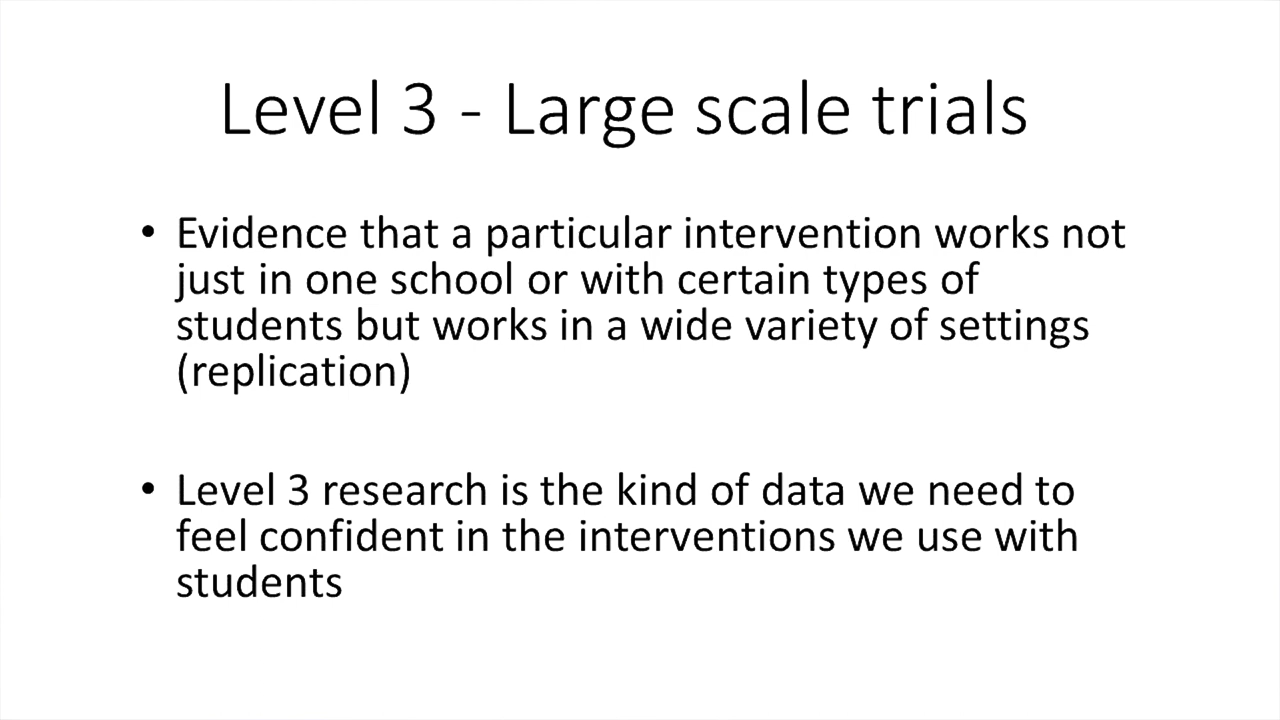 Level 3 - Large scale trials
• Evidence that a particular intervention works not
just in one school or with certain types of
students but works in a wide variety of settings
(replication)
• Level 3 research is the kind of data we need to
feel confident in the interventions we use with
students